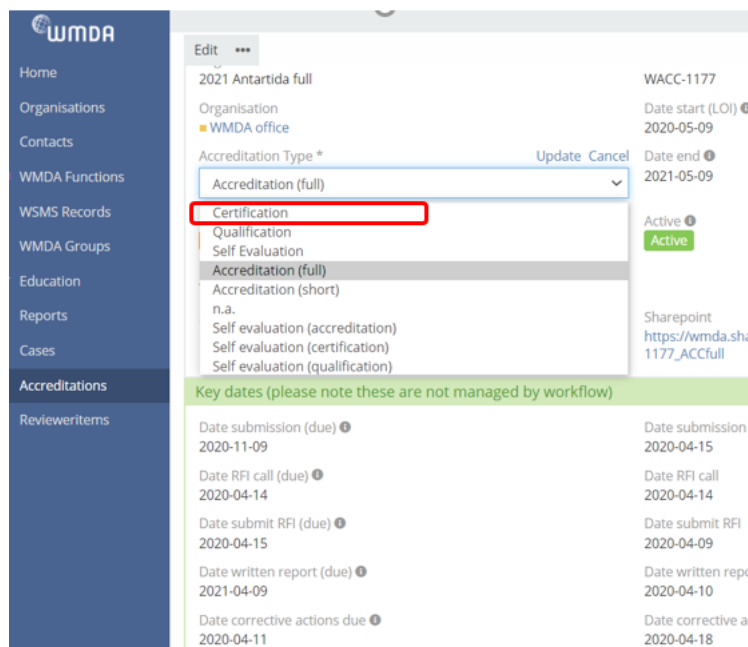 WMDA
Home
Organisations
Contacts
WMDA Functions
WSMS Records
WMDA Groups
Education
Reports
Cases
Accreditations
Revieweritems
Edit •••
2021 Antartida full
WACC-1177
Organisation
Date start (LOI)
WMDA office
2020-05-09
Accreditation Type *
Update Cancel
Date end
Accreditation (full)
2021-05-09
Certification
Qualification
Self Evaluation
Accreditation (full)
Accreditation (short)
n.a.
Self evaluation (accreditation)
Self evaluation (certification)
Self evaluation (qualification)
Active
Active
Sharepoint
https://wmda.sha
1177_ACCfull
Key dates (please note these are not managed by workflow)
Date submission (due)
Date submission
2020-11-09
2020-04-15
Date RFI call (due)
Date RFI call
2020-04-14
2020-04-14
Date submit RFI (due)
Date submit RFI
2020-04-15
2020-04-09
Date written report (due)
Date written repo
2021-04-09
2020-04-10
Date corrective actions due
Date corrective a
2020-04-11
2020-04-18